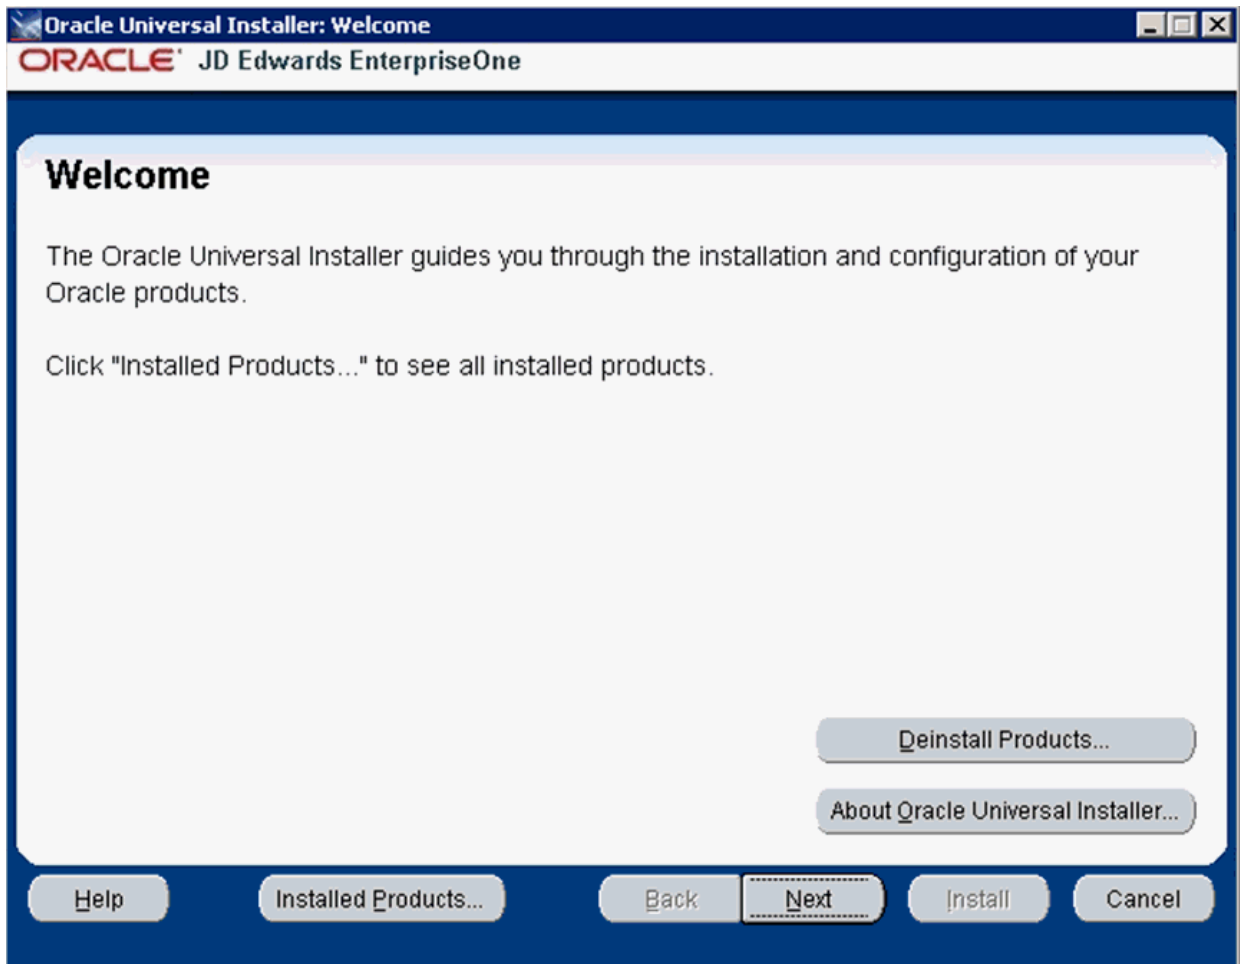 Oracle Universal Installer: Welcome
ORACLE JD Edwards EnterpriseOne
Welcome
The Oracle Universal Installer guides you through the installation and configuration of your
Oracle products.
Click "Installed Products..." to see all installed products.
Deinstall Products...
About Oracle Universal Installer...
Help Installed Products... Back Next Install Cancel